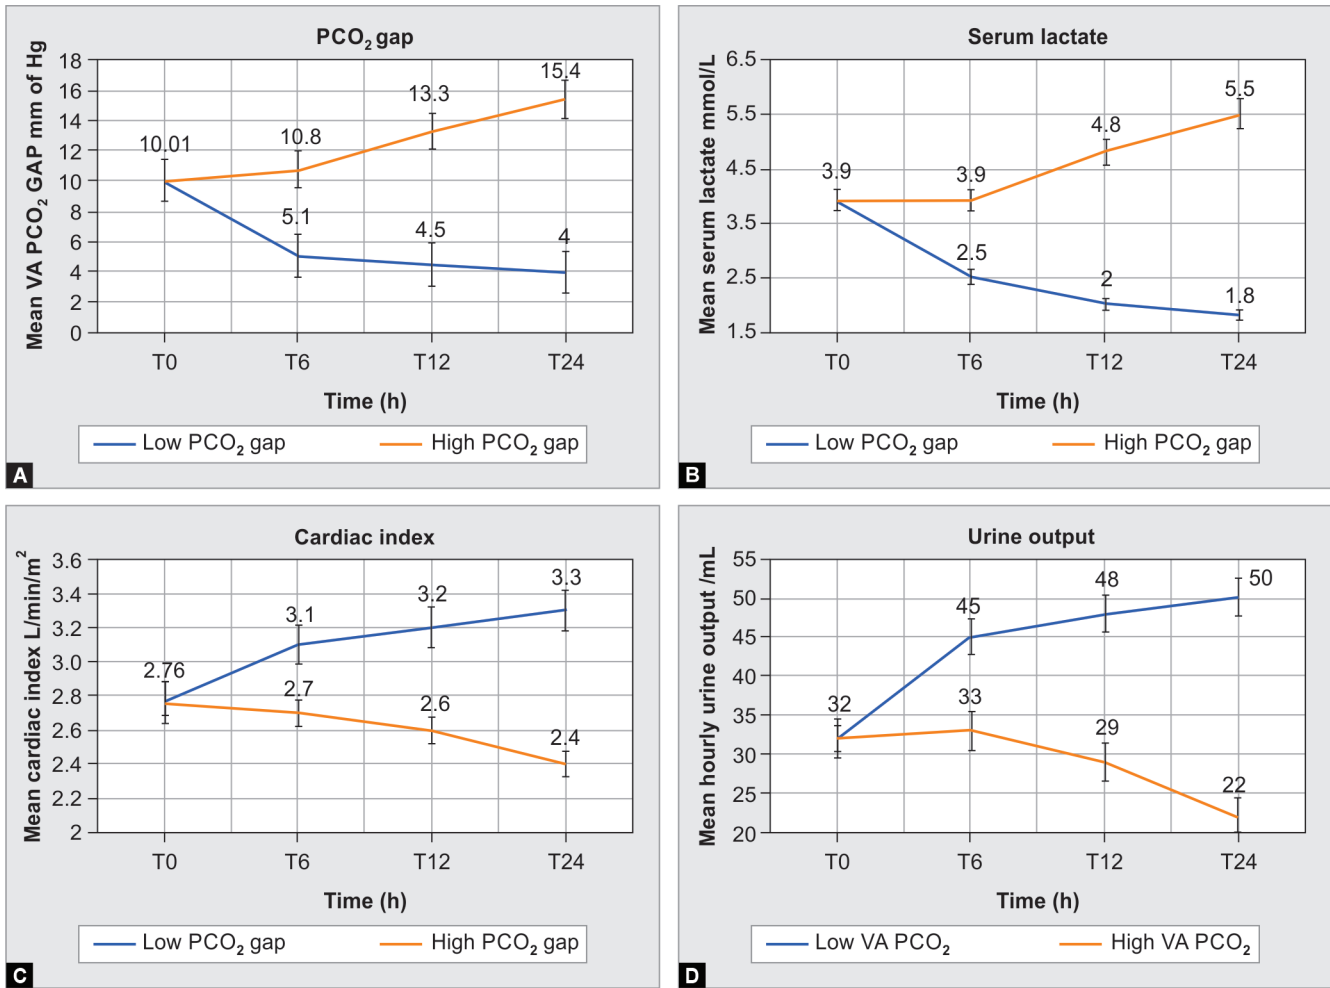 PCO₂ gap
Mean VA PCO₂ GAP mm of Hg
18
16
14
12
10
8
6
4
2
0
10.01
10.8
13.3
15.4
5.1
4.5
4
T0 T6 T12 T24
Time (h)
Low PCO₂ gap High PCO₂ gap
A
Serum lactate
Mean serum lactate mmol/L
6.5
5.5
4.5
3.5
2.5
1.5
3.9
3.9
4.8
5.5
2.5
2
1.8
T0 T6 T12 T24
Time (h)
Low PCO₂ gap High PCO₂ gap
B
Cardiac index
Mean cardiac index L/min/m²
3.6
3.4
3.2
3.0
2.8
2.6
2.4
2.2
2
2.76
3.1
3.2
3.3
2.7
2.6
2.4
T0 T6 T12 T24
Time (h)
Low PCO₂ gap High PCO₂ gap
C
Urine output
Mean hourly urine output /mL
55
50
45
40
35
30
25
20
32
45
48
50
33
29
22
T0 T6 T12 T24
Time (h)
Low VA PCO₂ High VA PCO₂
D